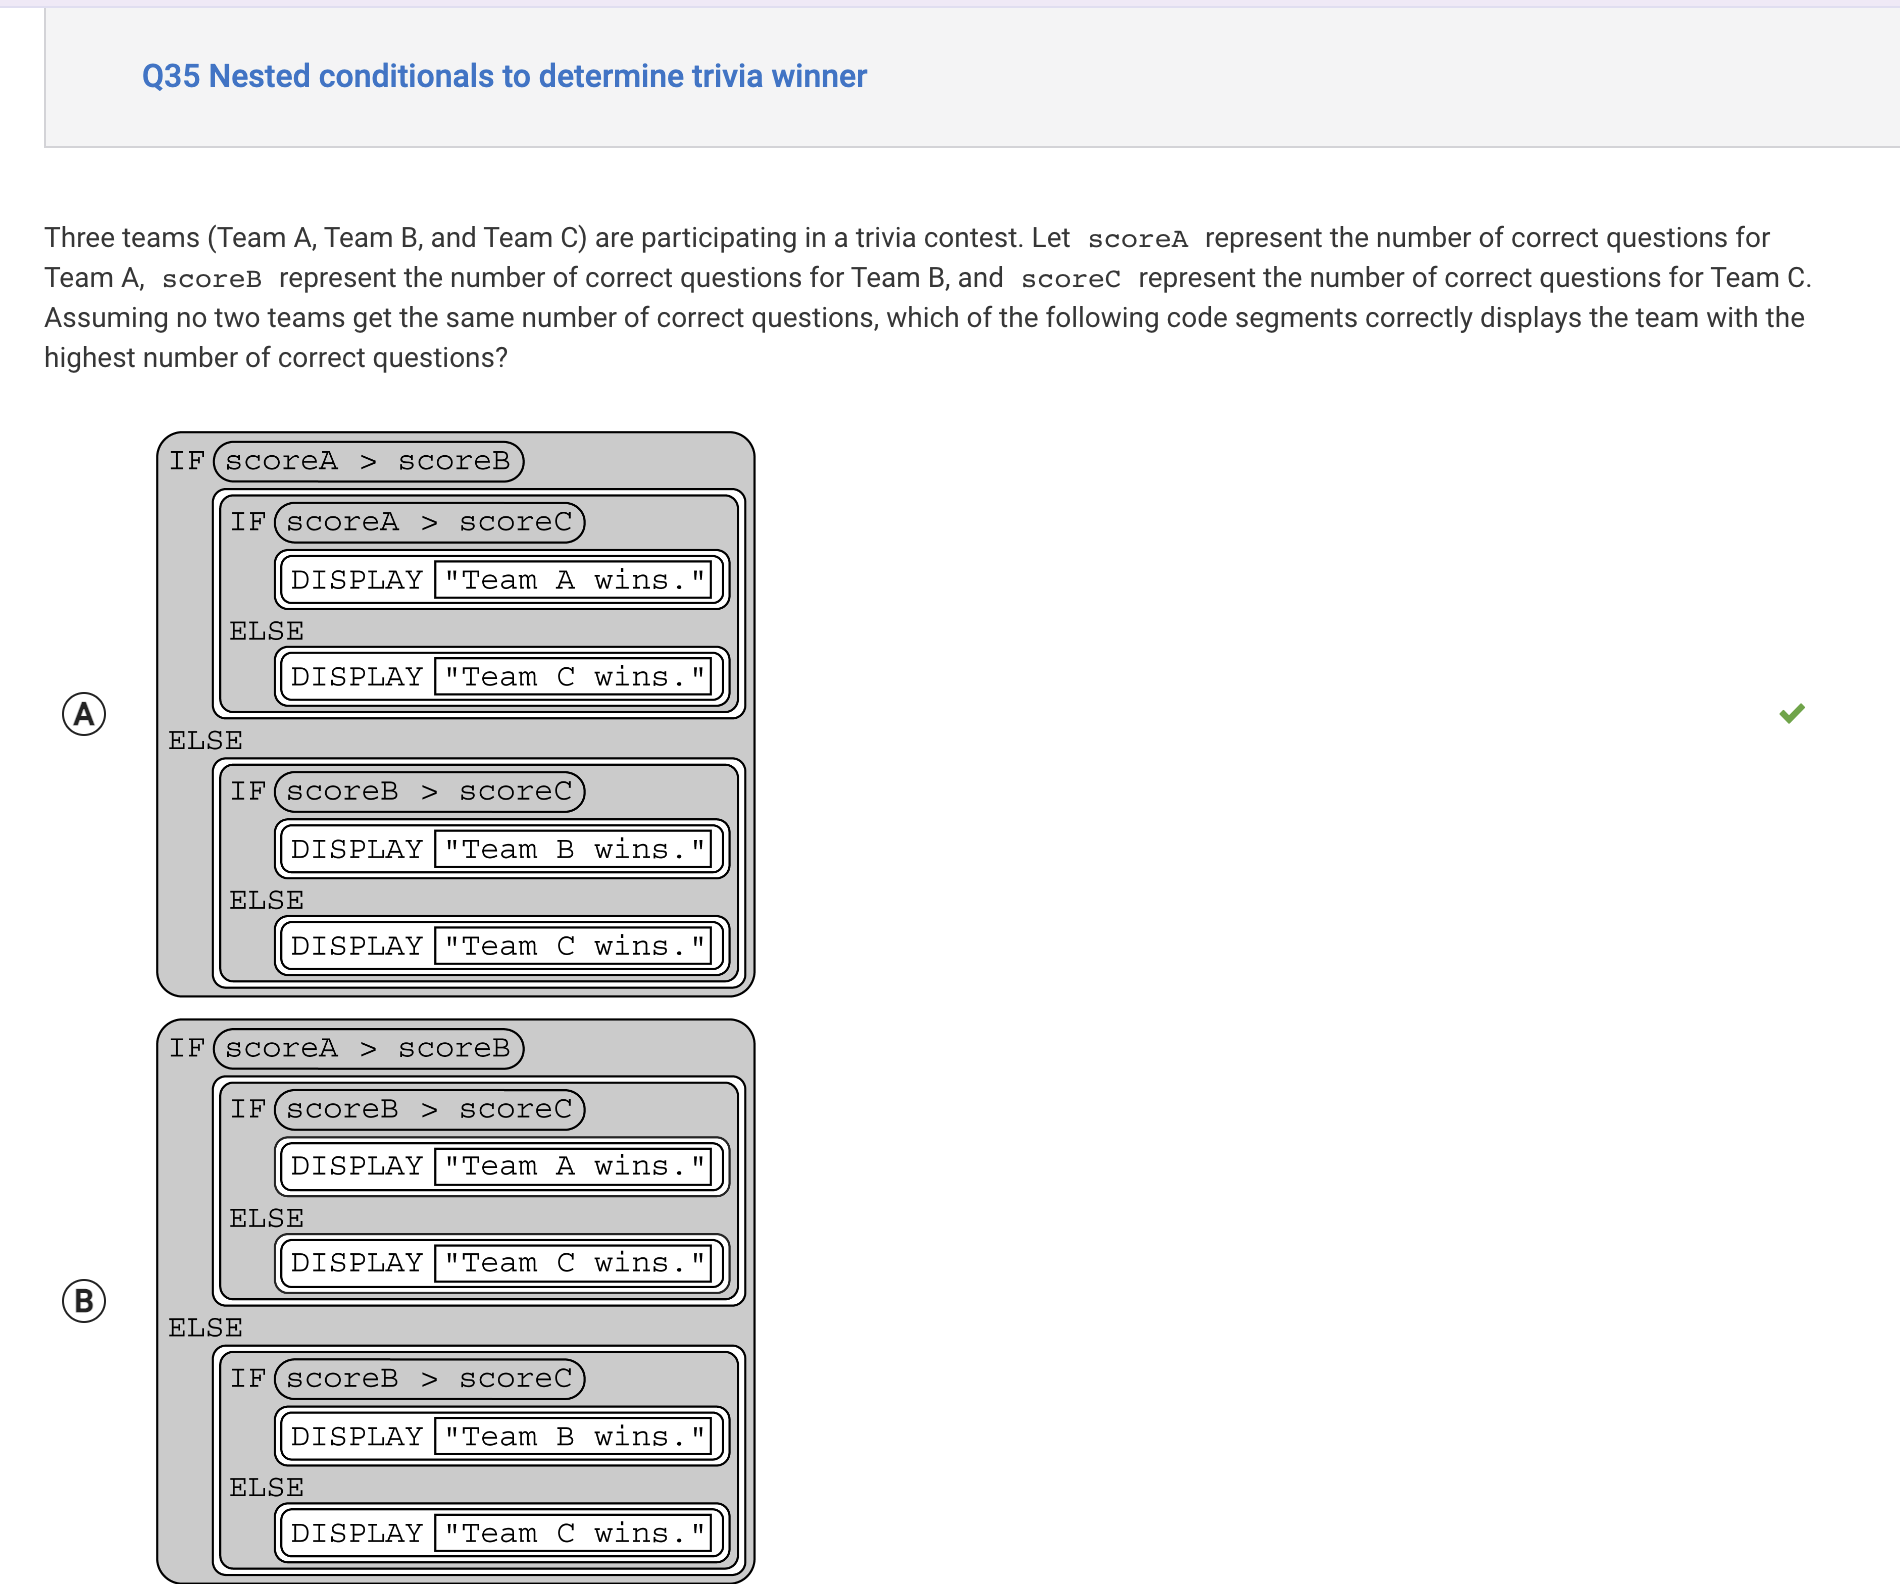 Q35 Nested conditionals to determine trivia winner
Three teams (Team A, Team B, and Team C) are participating in a trivia contest. Let scoreA represent the number of correct questions for
Team A, scoreB represent the number of correct questions for Team B, and scoreC represent the number of correct questions for Team C.
Assuming no two teams get the same number of correct questions, which of the following code segments correctly displays the team with the
highest number of correct questions?
A
IF scoreA > scoreB
IF scoreA > scoreC
DISPLAY "Team A wins."
ELSE
DISPLAY "Team C wins."
ELSE
IF scoreB > scoreC
DISPLAY "Team B wins."
ELSE
DISPLAY "Team C wins."
B
IF scoreA > scoreB
IF scoreB > scoreC
DISPLAY "Team A wins."
ELSE
DISPLAY "Team C wins."
ELSE
IF scoreB > scoreC
DISPLAY "Team B wins."
ELSE
DISPLAY "Team C wins."